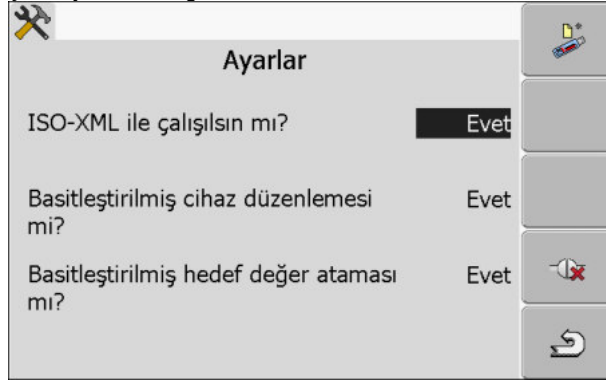 Ayarlar
ISO-XML ile çalışılsın mı? Evet
Basitleştirilmiş cihaz düzenlemesi Evet
mi?
Basitleştirilmiş hedef değer ataması Evet
mı?